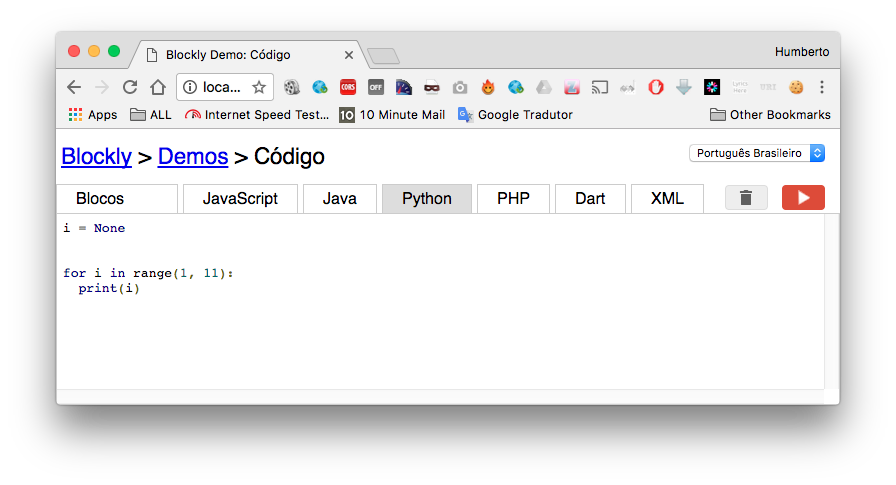 Blockly Demo: Código
Humberto
loca...
CORS
OFF
Apps
ALL
Internet Speed Test...
10
10 Minute Mail
Google Tradutor
Other Bookmarks
Blockly > Demos > Código
Português Brasileiro
Blocos
JavaScript
Java
Python
PHP
Dart
XML
i = None
for i in range(1, 11):
  print(i)